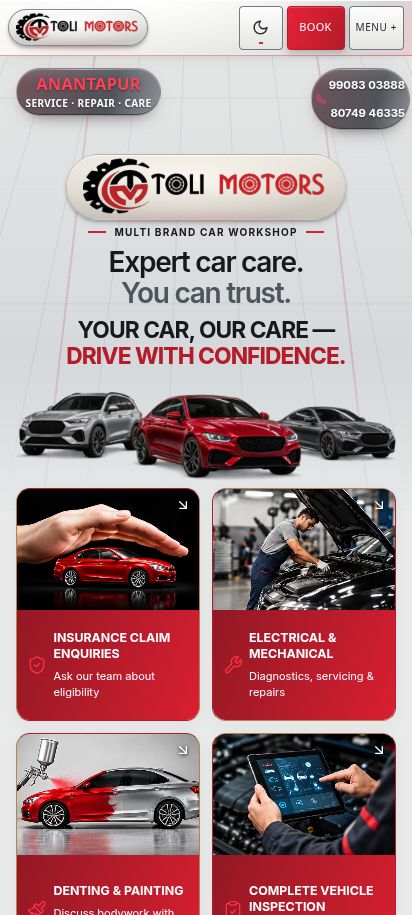 TOLI MOTORS
BOOK
MENU +
ANANTAPUR
SERVICE · REPAIR · CARE
99083 03888
80749 46335
TOLI MOTORS
MULTI BRAND CAR WORKSHOP
Expert car care.
You can trust.
YOUR CAR, OUR CARE —
DRIVE WITH CONFIDENCE.
INSURANCE CLAIM
ENQUIRIES
Ask our team about
eligibility
ELECTRICAL &
MECHANICAL
Diagnostics, servicing &
repairs
DENTING & PAINTING
Discuss bodywork with
COMPLETE VEHICLE
INSPECTION